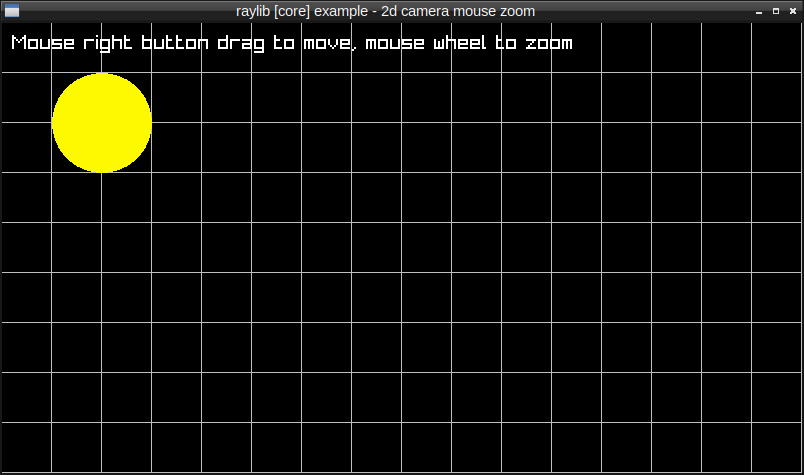 raylib [core] example - 2d camera mouse zoom
Mouse right button drag to move, mouse wheel to zoom